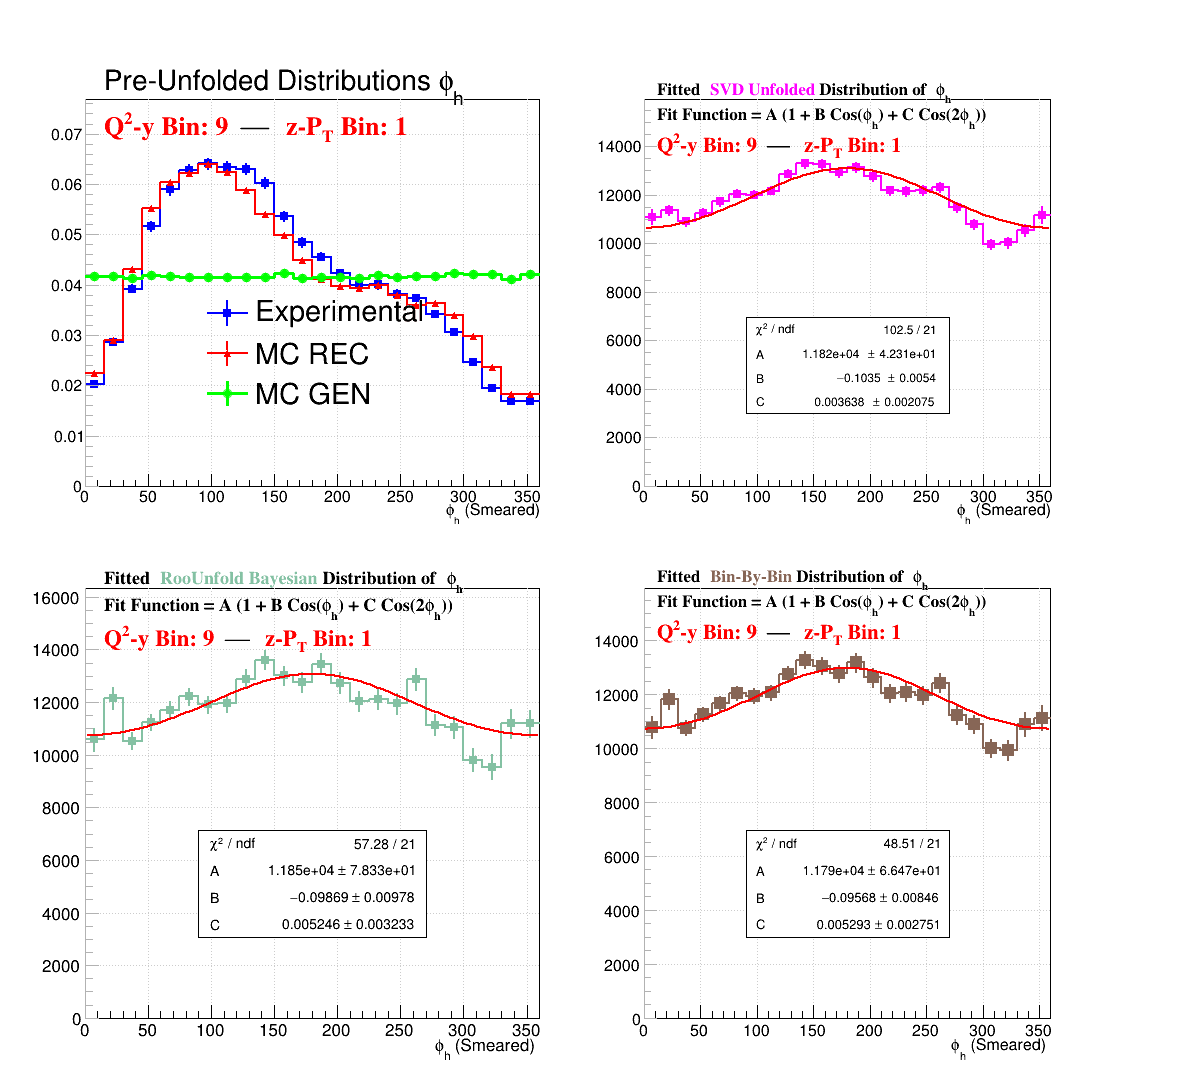 Pre-Unfolded Distributions ϕh
Q²-y Bin: 9 — z-PT Bin: 1
0.07
0.06
0.05
0.04
0.03
0.02
0.01
0
Experimental
MC REC
MC GEN
0 50 100 150 200 250 300 350
ϕh (Smeared)
Fitted SVD Unfolded Distribution of ϕh
Fit Function = A (1 + B Cos(ϕh) + C Cos(2ϕh))
Q²-y Bin: 9 — z-PT Bin: 1
14000
12000
10000
8000
6000
4000
2000
0
χ² / ndf 102.5 / 21
A 1.182e+04 ± 4.231e+01
B −0.1035 ± 0.0054
C 0.003638 ± 0.002075
0 50 100 150 200 250 300 350
ϕh (Smeared)
Fitted RooUnfold Bayesian Distribution of ϕh
Fit Function = A (1 + B Cos(ϕh) + C Cos(2ϕh))
Q²-y Bin: 9 — z-PT Bin: 1
16000
14000
12000
10000
8000
6000
4000
2000
0
χ² / ndf 57.28 / 21
A 1.185e+04 ± 7.833e+01
B −0.09869 ± 0.00978
C 0.005246 ± 0.003233
0 50 100 150 200 250 300 350
ϕh (Smeared)
Fitted Bin-By-Bin Distribution of ϕh
Fit Function = A (1 + B Cos(ϕh) + C Cos(2ϕh))
Q²-y Bin: 9 — z-PT Bin: 1
14000
12000
10000
8000
6000
4000
2000
0
χ² / ndf 48.51 / 21
A 1.179e+04 ± 6.647e+01
B −0.09568 ± 0.00846
C 0.005293 ± 0.002751
0 50 100 150 200 250 300 350
ϕh (Smeared)